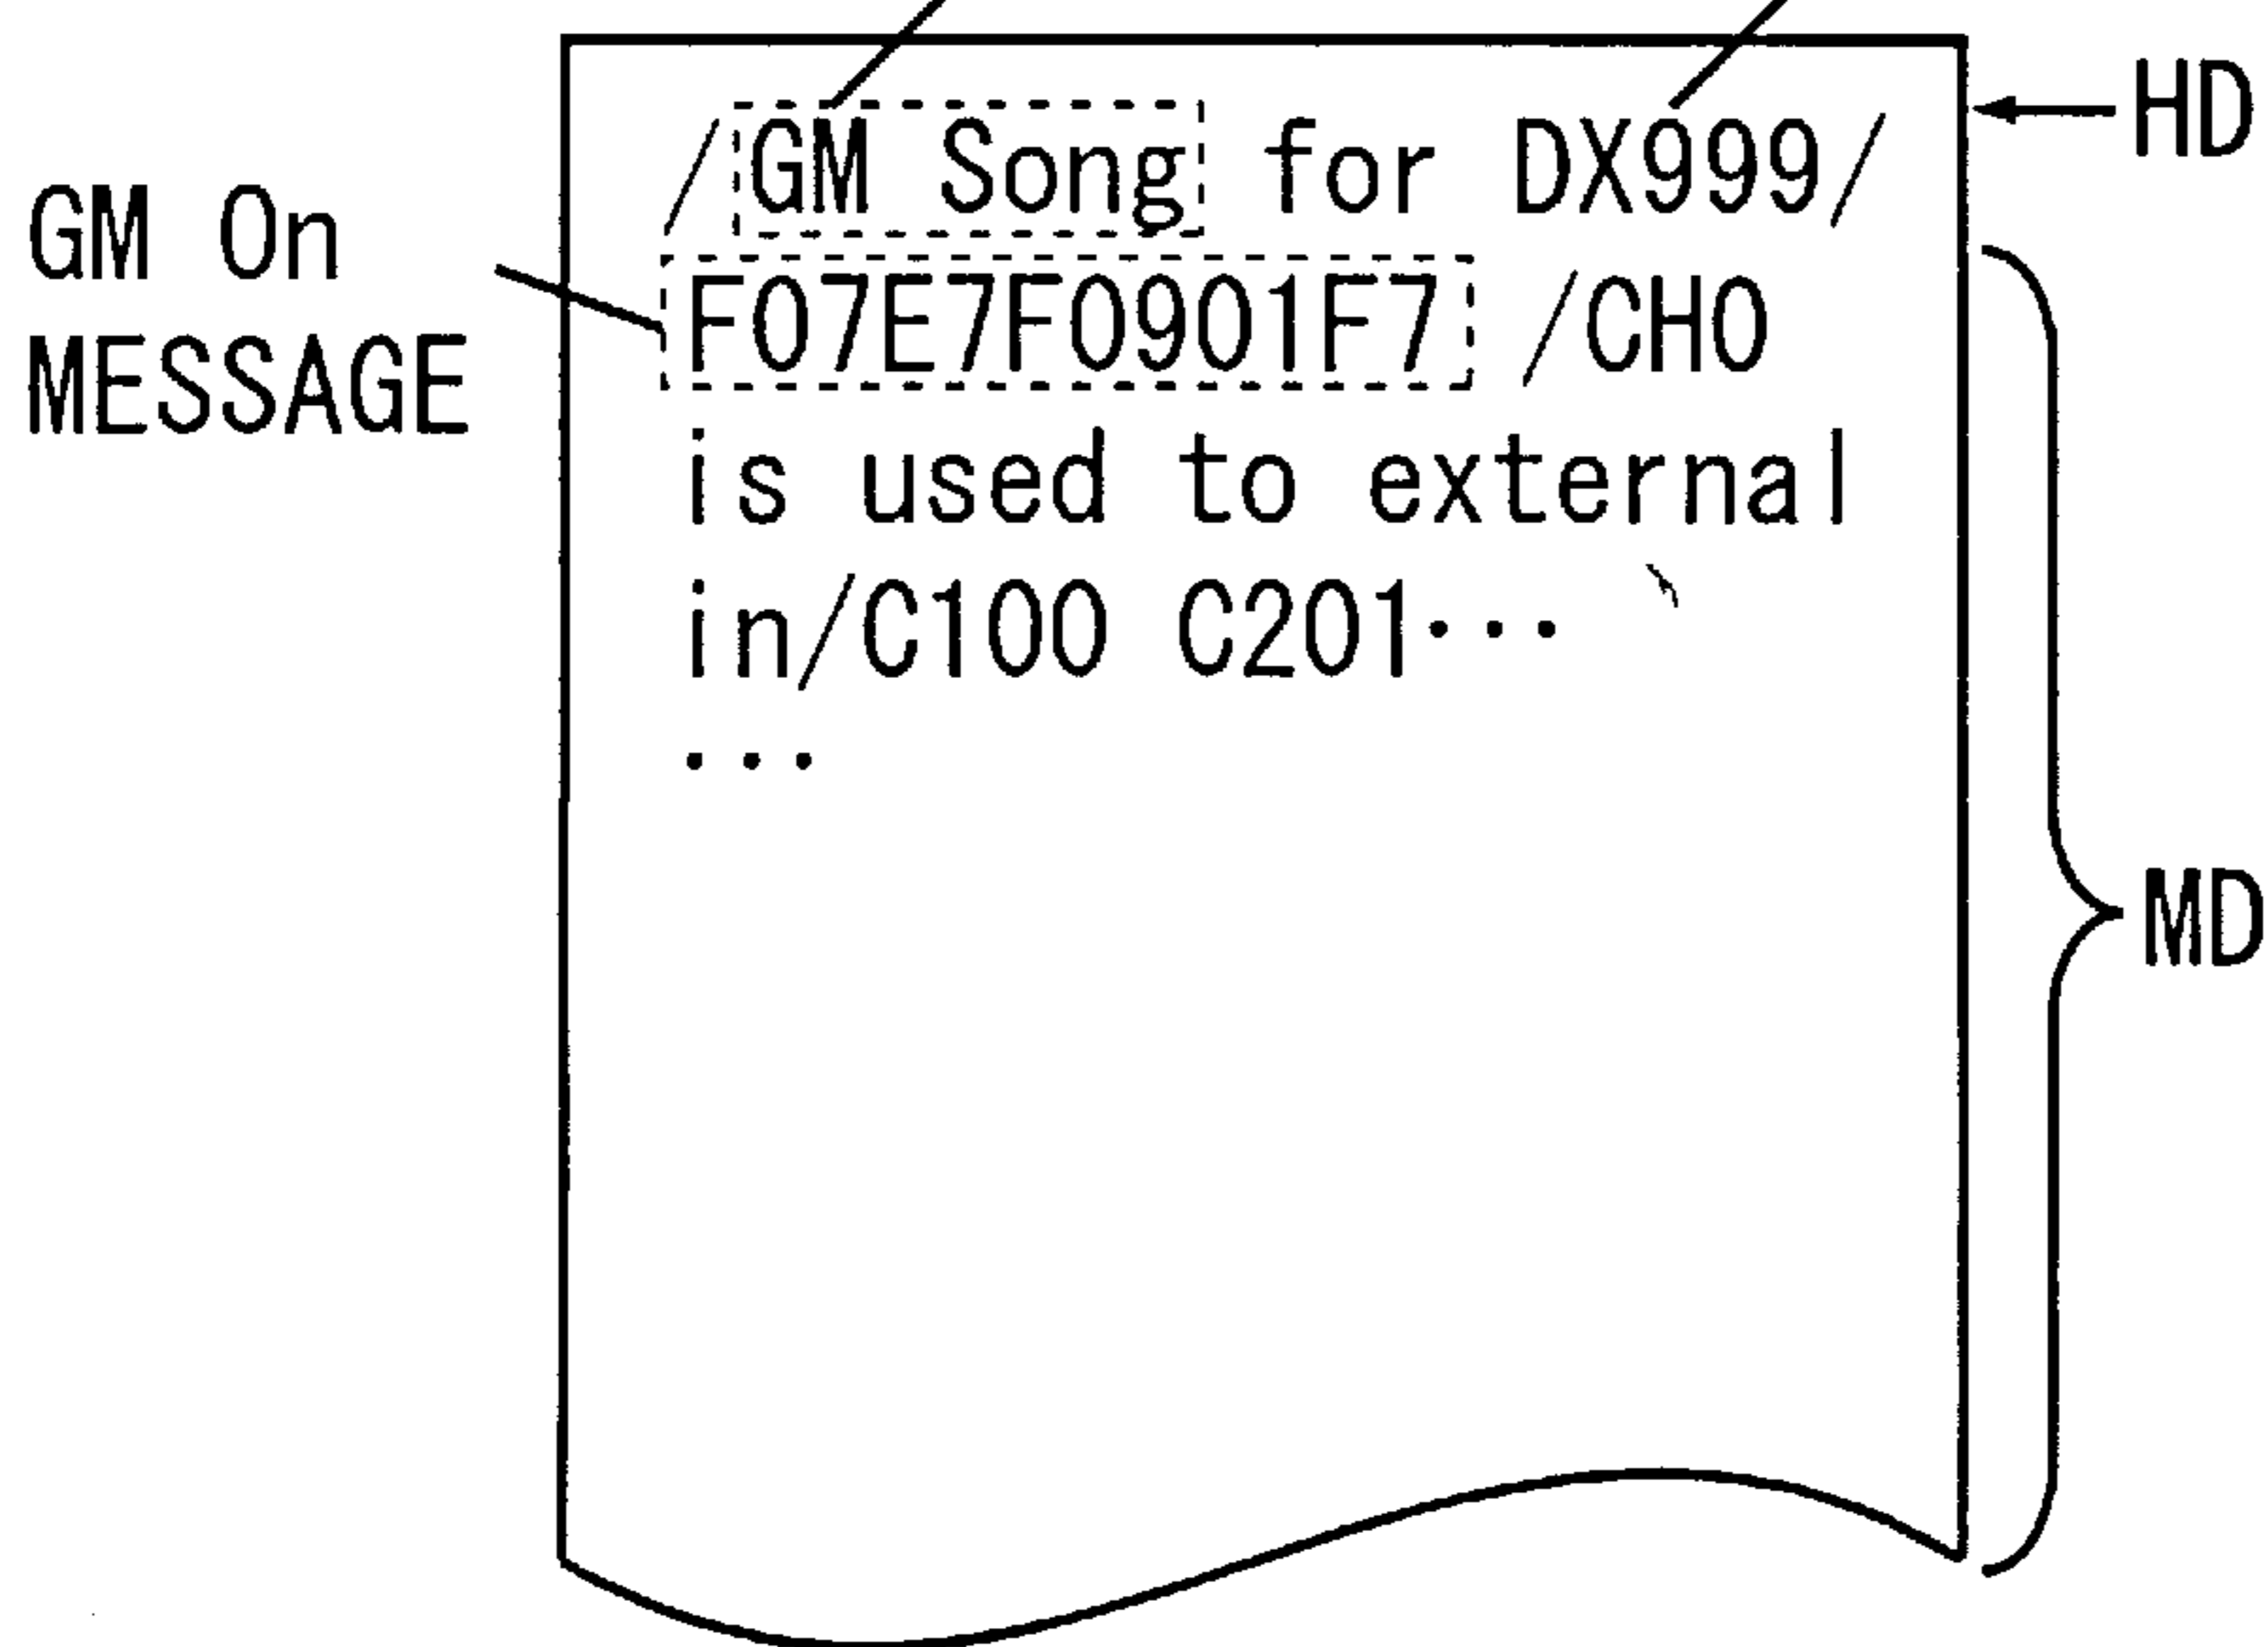 /GM Song for DX999/
HD
GM On
MESSAGE
F07E7F0901F7 /CH0
is used to external
in/C100 C201···
···
MD